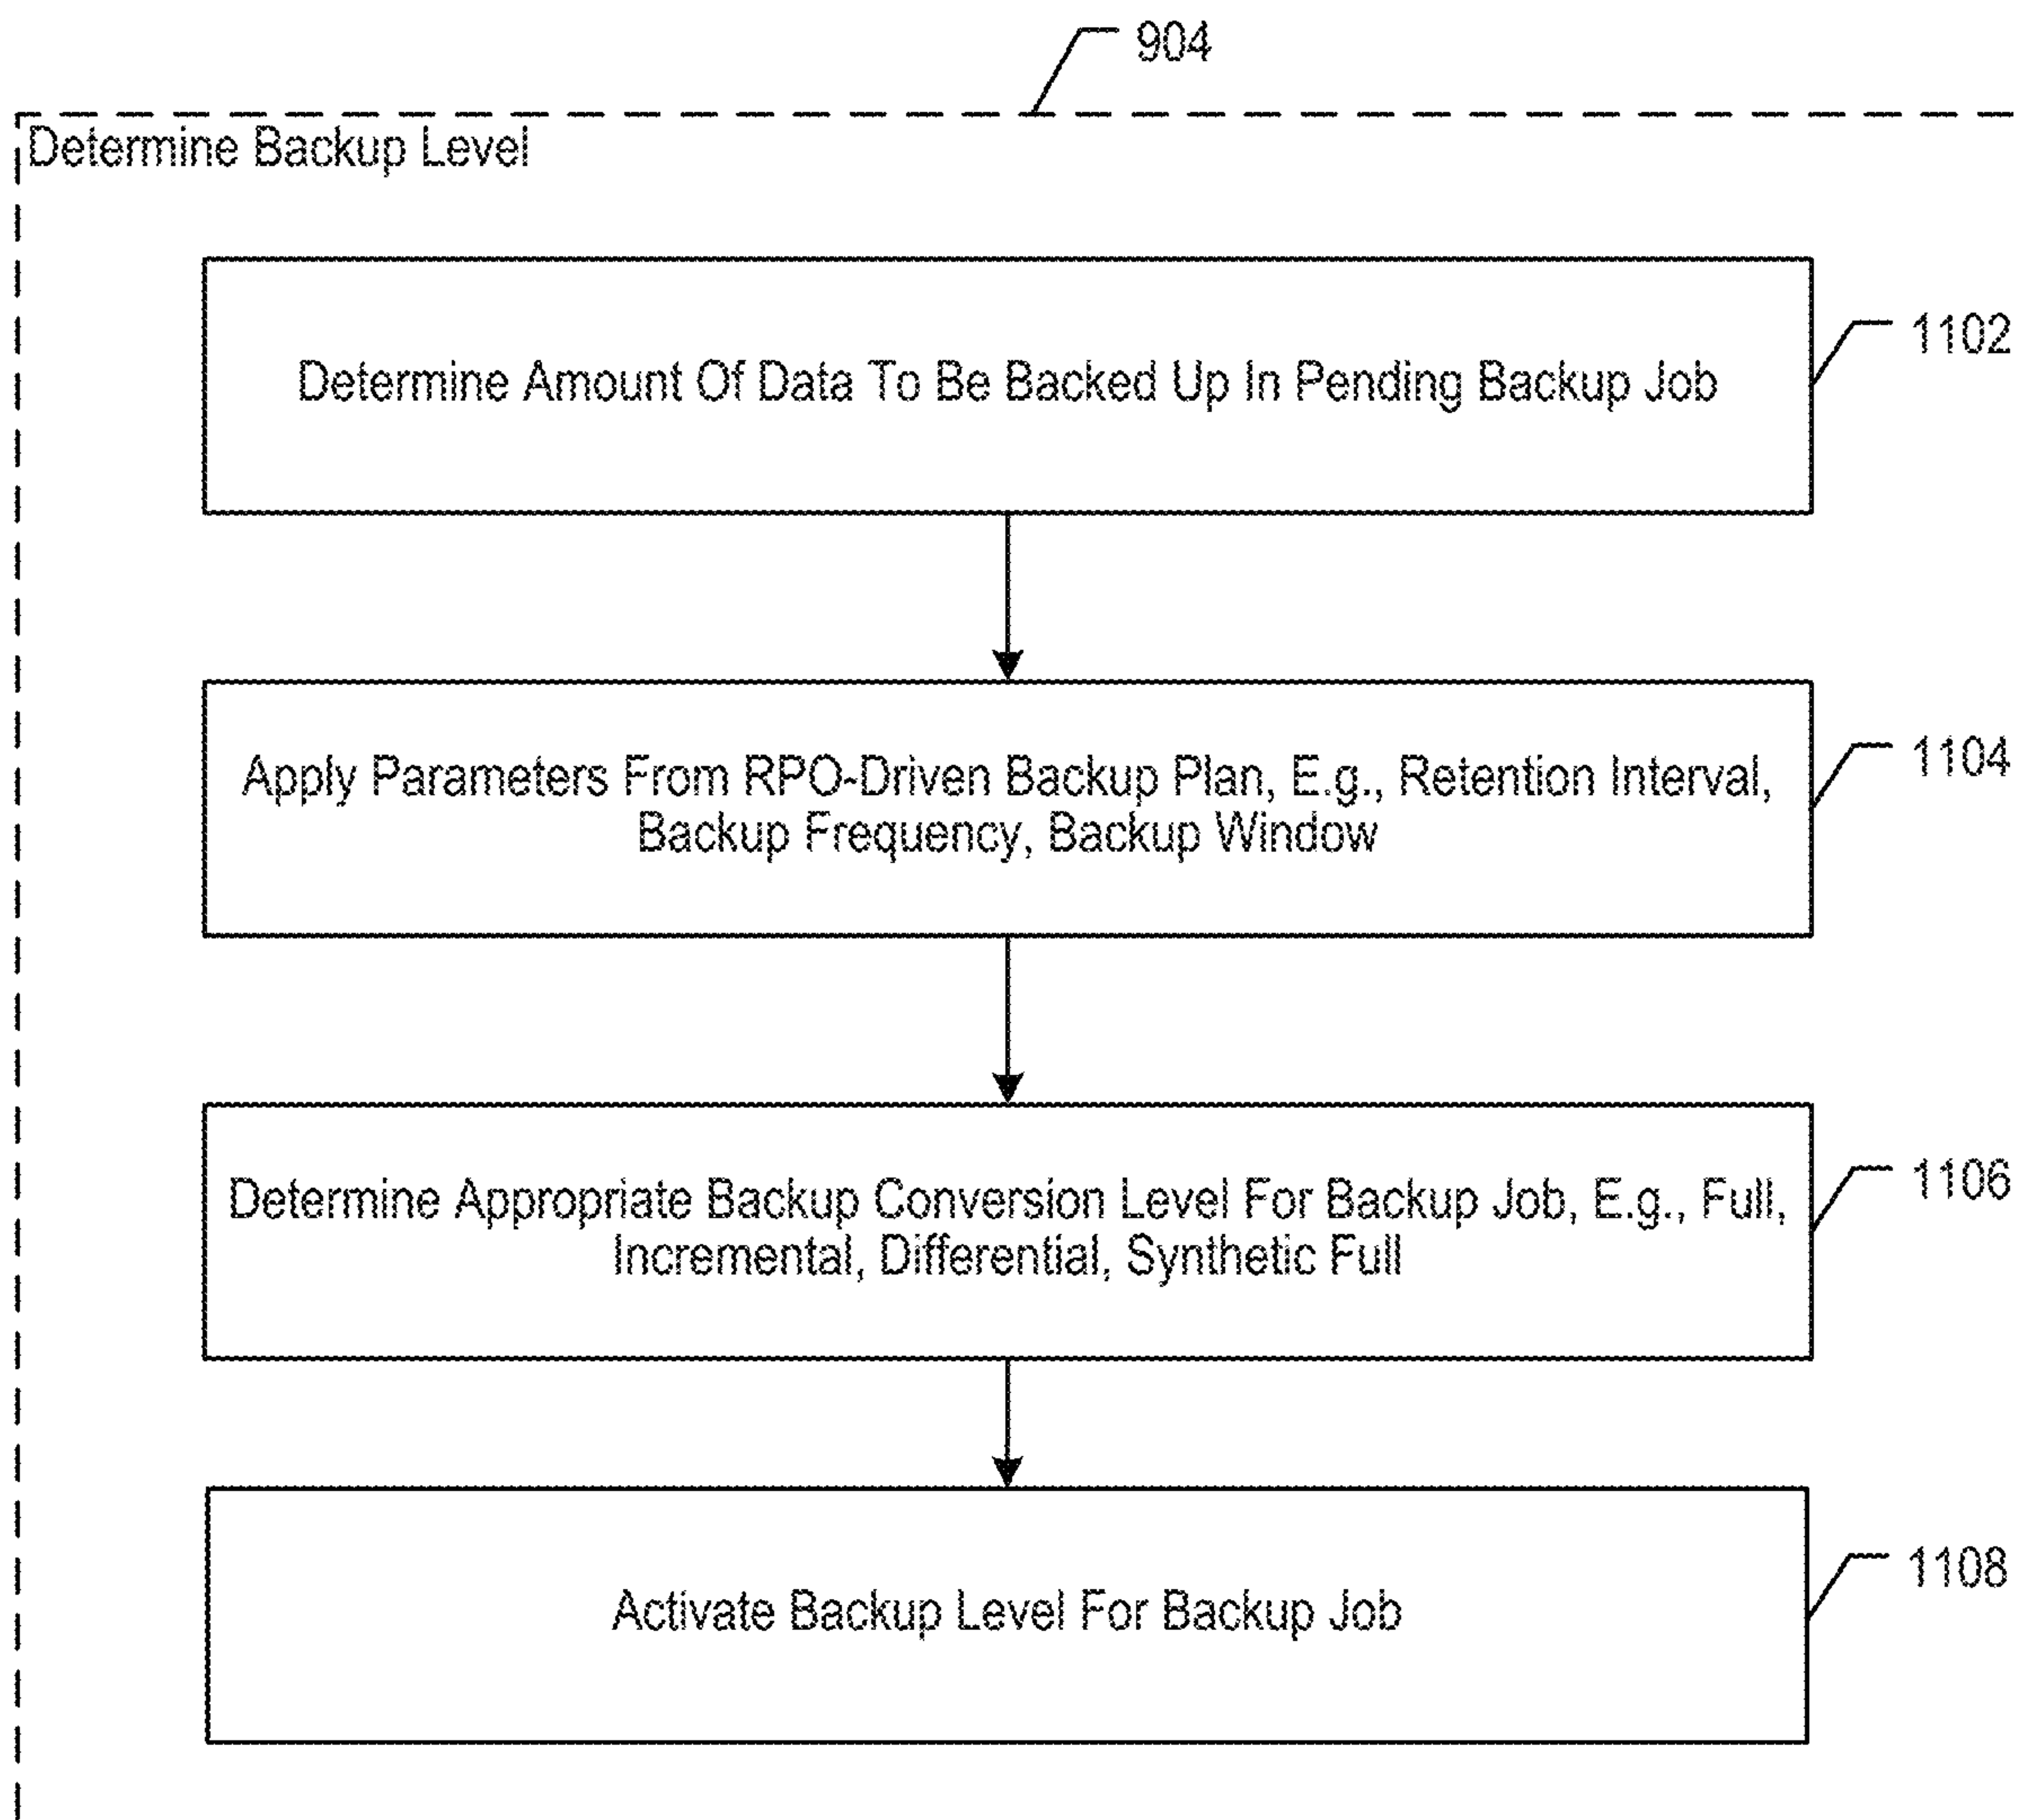 904
Determine Backup Level
Determine Amount Of Data To Be Backed Up In Pending Backup Job
1102
Apply Parameters From RPO-Driven Backup Plan, E.g., Retention Interval,
Backup Frequency, Backup Window
1104
Determine Appropriate Backup Conversion Level For Backup Job, E.g., Full,
Incremental, Differential, Synthetic Full
1106
Activate Backup Level For Backup Job
1108